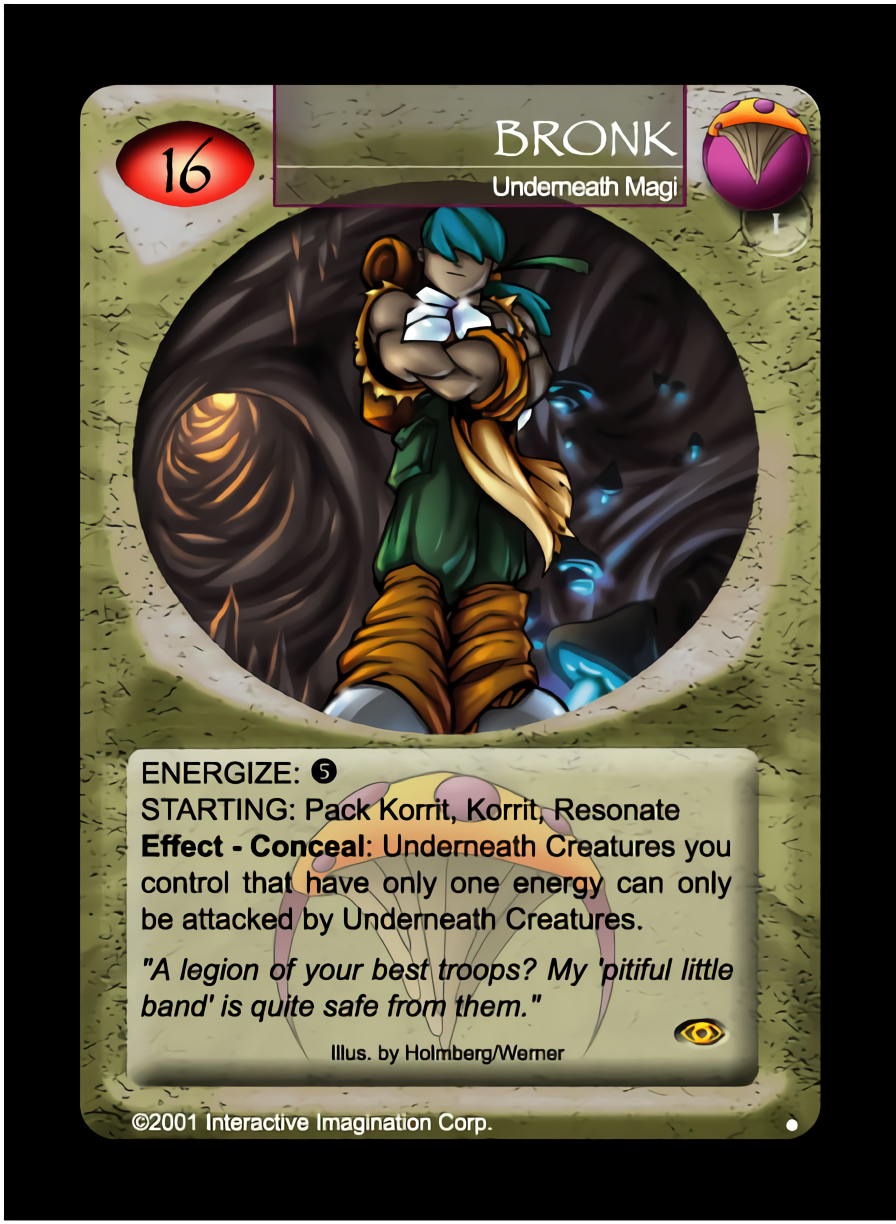 16
BRONK
Underneath Magi
I
ENERGIZE: ❺
STARTING: Pack Korrit, Korrit, Resonate
Effect - Conceal: Underneath Creatures you
control that have only one energy can only
be attacked by Underneath Creatures.
"A legion of your best troops? My 'pitiful little
band' is quite safe from them."
Illus. by Holmberg/Werner
©2001 Interactive Imagination Corp.